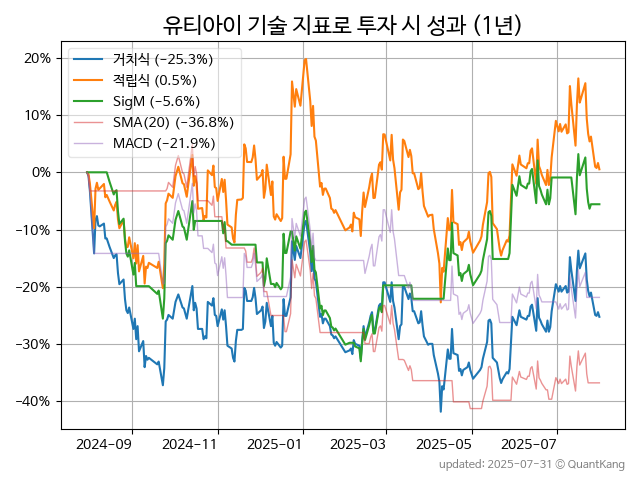 유티아이 기술 지표로 투자 시 성과 (1년)
거치식 (−25.3%)
적립식 (0.5%)
SigM (−5.6%)
SMA(20) (−36.8%)
MACD (−21.9%)
20%
10%
0%
−10%
−20%
−30%
−40%
2024-09
2024-11
2025-01
2025-03
2025-05
2025-07
updated: 2025-07-31 © QuantKang